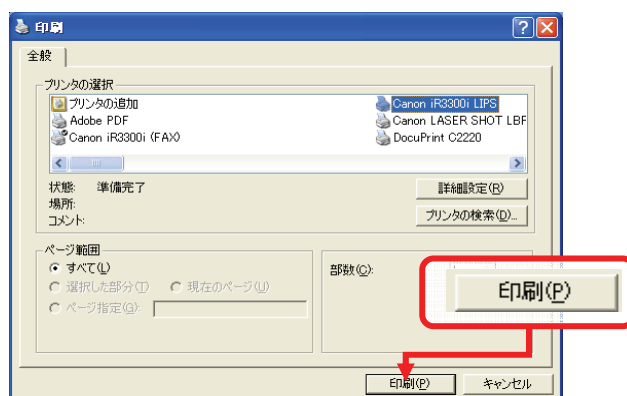 印刷
全般
プリンタの選択
プリンタの追加
Canon iR3300i LIPS
Adobe PDF
Canon LASER SHOT LBF
Canon iR3300i (FAX)
DocuPrint C2220
状態: 準備完了
詳細設定(R)
場所:
プリンタの検索(D)...
コメント:
ページ範囲
すべて(L)
部数(C):
選択した部分(T)
現在のページ(U)
ページ指定(G):
印刷(P)
印刷(P)
キャンセル